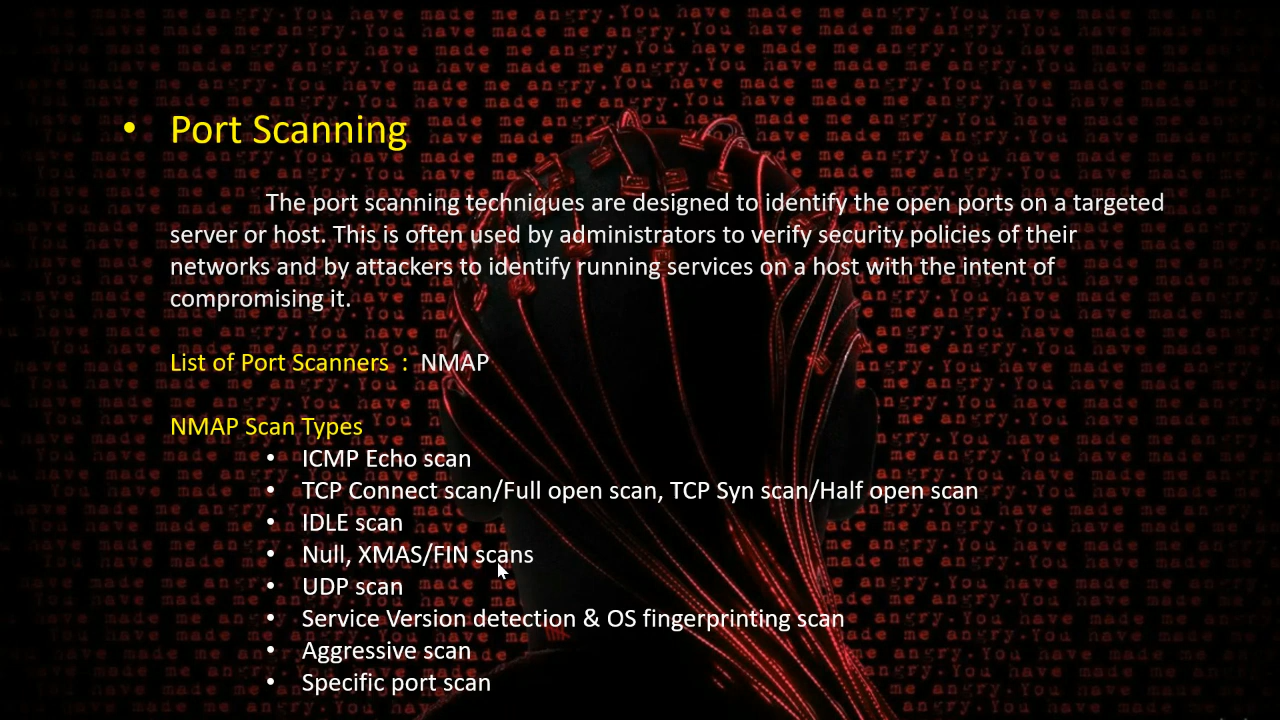 • Port Scanning
The port scanning techniques are designed to identify the open ports on a targeted
server or host. This is often used by administrators to verify security policies of their
networks and by attackers to identify running services on a host with the intent of
compromising it.
List of Port Scanners : NMAP
NMAP Scan Types
• ICMP Echo scan
• TCP Connect scan/Full open scan, TCP Syn scan/Half open scan
• IDLE scan
• Null, XMAS/FIN scans
• UDP scan
• Service Version detection & OS fingerprinting scan
• Aggressive scan
• Specific port scan